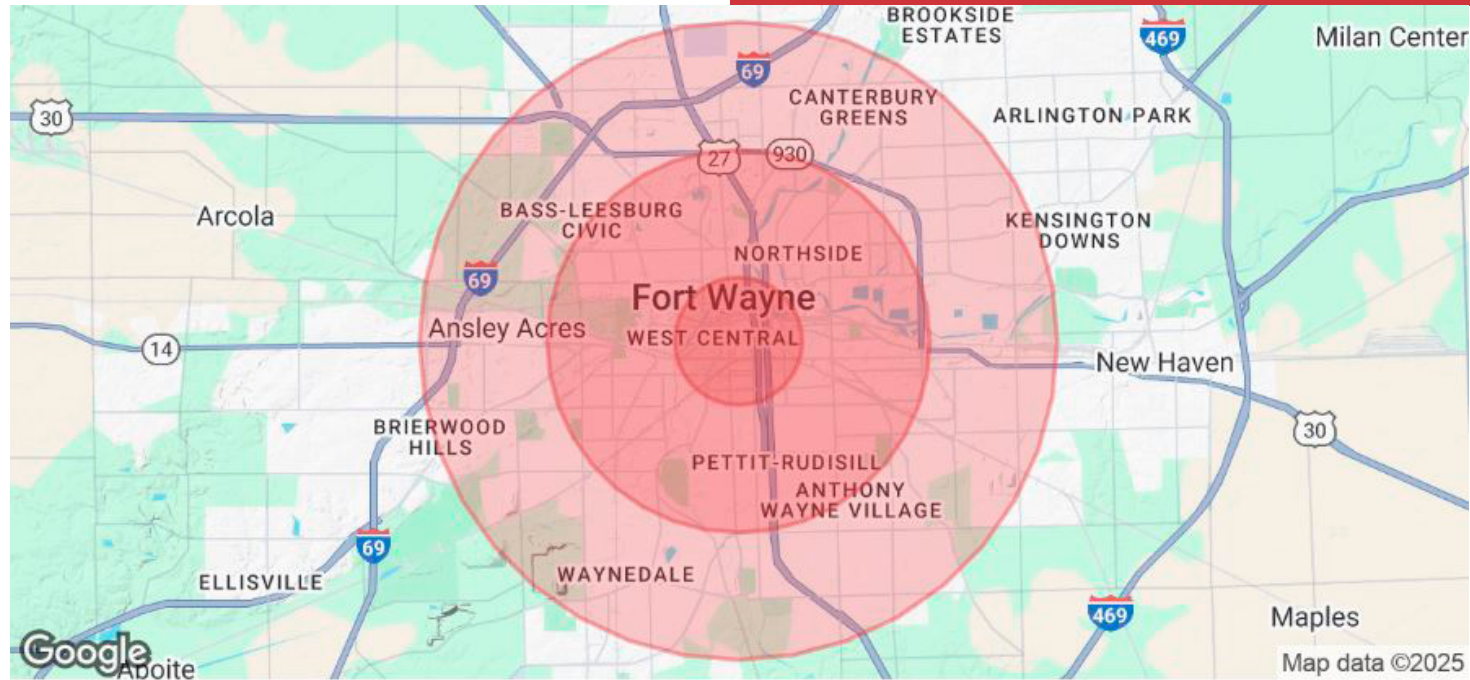 BROOKSIDE
ESTATES
469
Milan Center
69
30
CANTERBURY
GREENS
ARLINGTON PARK
27
930
Arcola
BASS-LEESBURG
CIVIC
KENSINGTON
DOWNS
NORTHSIDE
69
Fort Wayne
Ansley Acres
WEST CENTRAL
14
New Haven
BRIERWOOD
HILLS
30
PETTIT-RUDISILL
ANTHONY
WAYNE VILLAGE
69
WAYNEDALE
ELLISVILLE
469
Maples
Google
Aboite
Map data ©2025